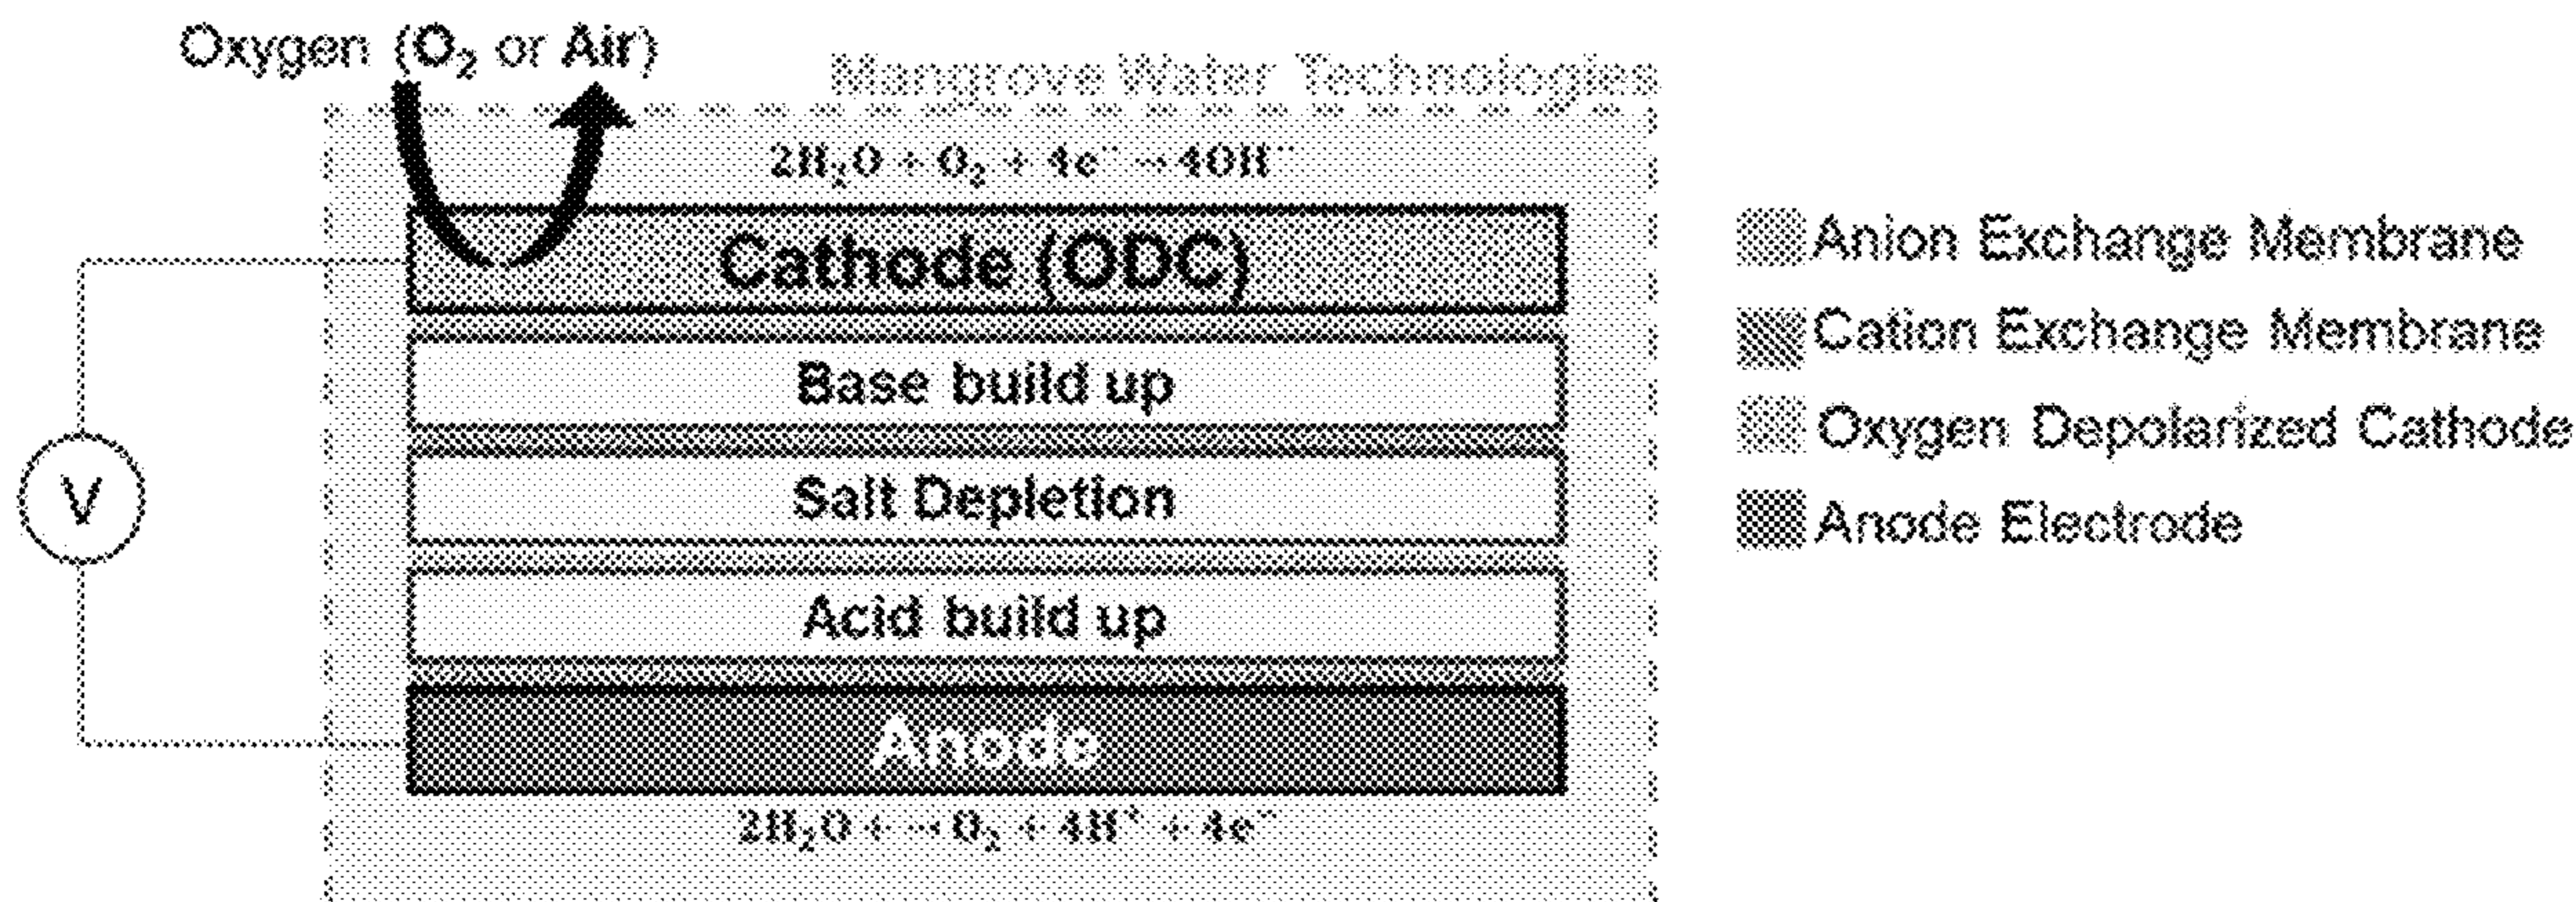 Oxygen (O₂ or Air)
Mangrove Water Technologies
2H₂O + O₂ + 4e⁻ → 4OH⁻
Cathode (ODC)
Base build up
Salt Depletion
Acid build up
Anode
2H₂O + → O₂ + 4H⁺ + 4e⁻
V
Anion Exchange Membrane
Cation Exchange Membrane
Oxygen Depolarized Cathode
Anode Electrode